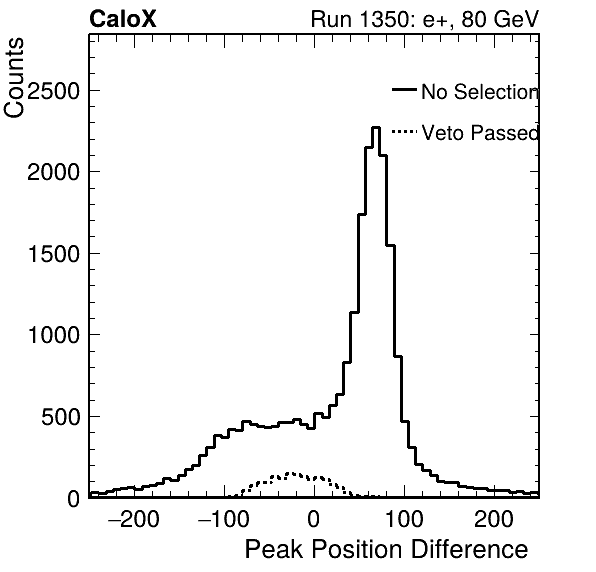 CaloX Run 1350: e+, 80 GeV
Counts
No Selection
Veto Passed
2500
2000
1500
1000
500
0
−200 −100 0 100 200
Peak Position Difference